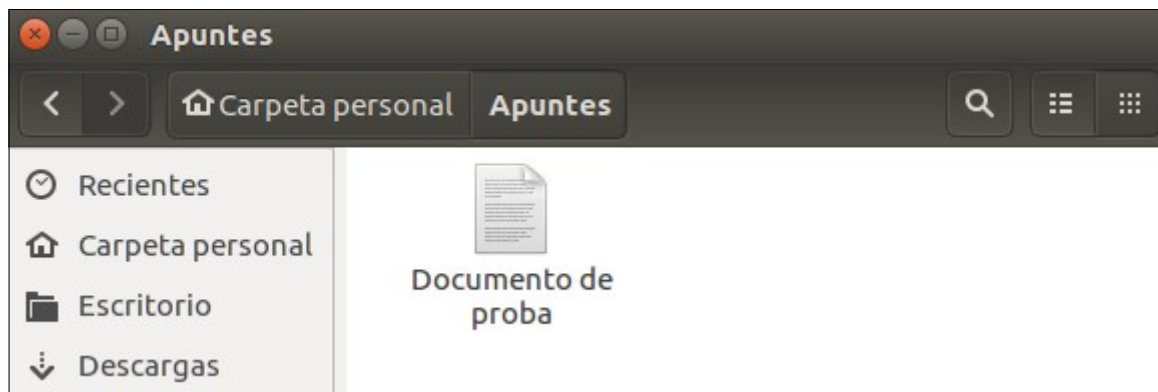 Apuntes
Carpeta personal Apuntes
Recientes
Carpeta personal
Escritorio
Descargas
Documento de
proba